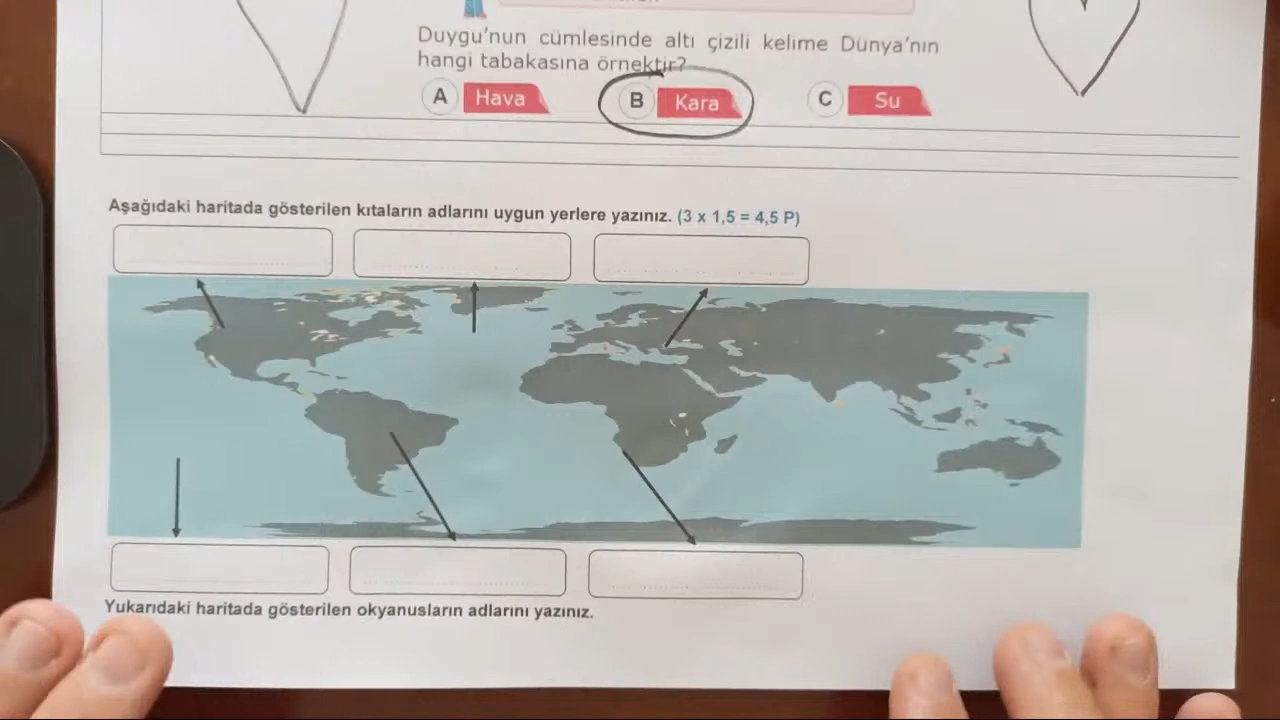 Duygu'nun cümlesinde altı çizili kelime Dünya'nın
hangi tabakasına örnektir?
A Hava B Kara C Su
Aşağıdaki haritada gösterilen kıtaların adlarını uygun yerlere yazınız. (3 x 1,5 = 4,5 P)
Yukarıdaki haritada gösterilen okyanusların adlarını yazınız.